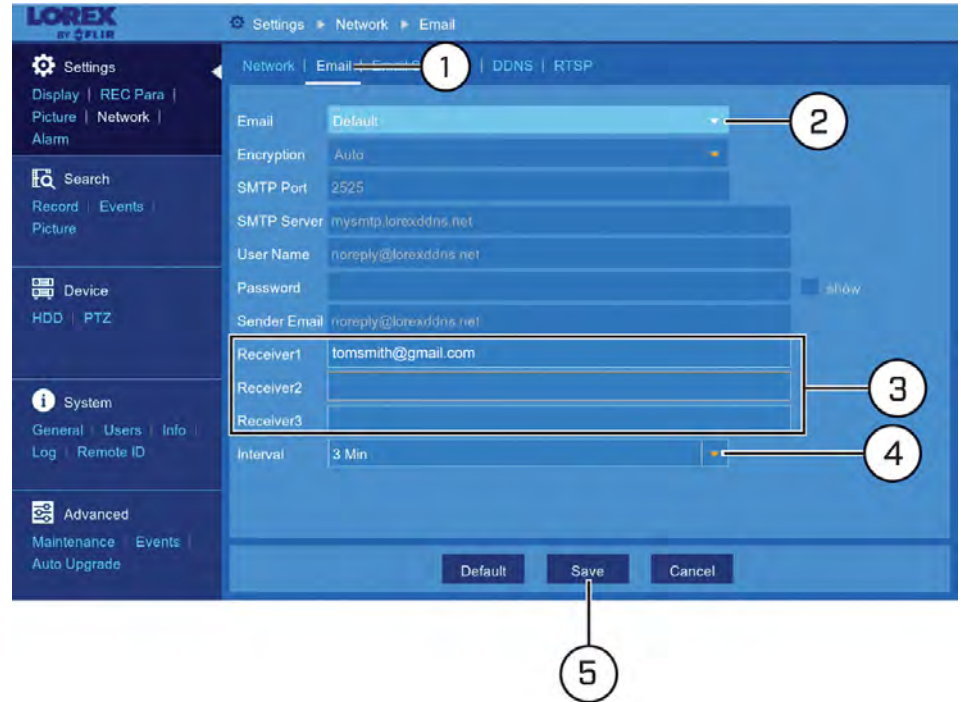 LOREX
BY FLIR
Settings Network Email
Settings
Display | REC Para |
Picture | Network |
Alarm
Search
Record | Events |
Picture
Device
HDD | PTZ
System
General | Users | Info |
Log | Remote ID
Advanced
Maintenance | Events |
Auto Upgrade
Network | Email | Email | DDNS | RTSP
1
Email Default
2
Encryption Auto
SMTP Port 2525
SMTP Server mysmtp.lorexddns.net
User Name noreply@lorexddns.net
Password show
Sender Email noreply@lorexddns.net
Receiver1 tomsmith@gmail.com
Receiver2
3
Receiver3
Interval 3 Min
4
Default Save Cancel
5